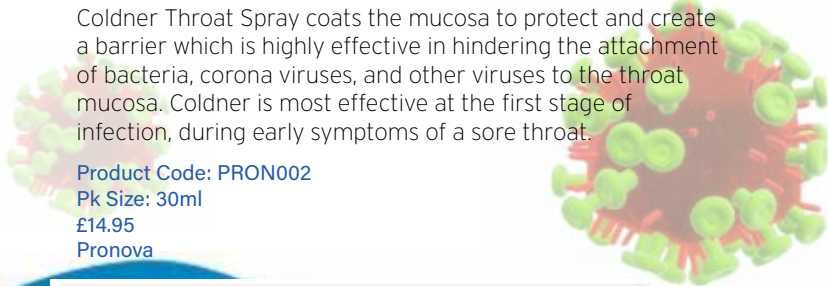 Coldner Throat Spray coats the mucosa to protect and create
a barrier which is highly effective in hindering the attachment
of bacteria, corona viruses, and other viruses to the throat
mucosa. Coldner is most effective at the first stage of
infection, during early symptoms of a sore throat.
Product Code: PRON002
Pk Size: 30ml
£14.95
Pronova